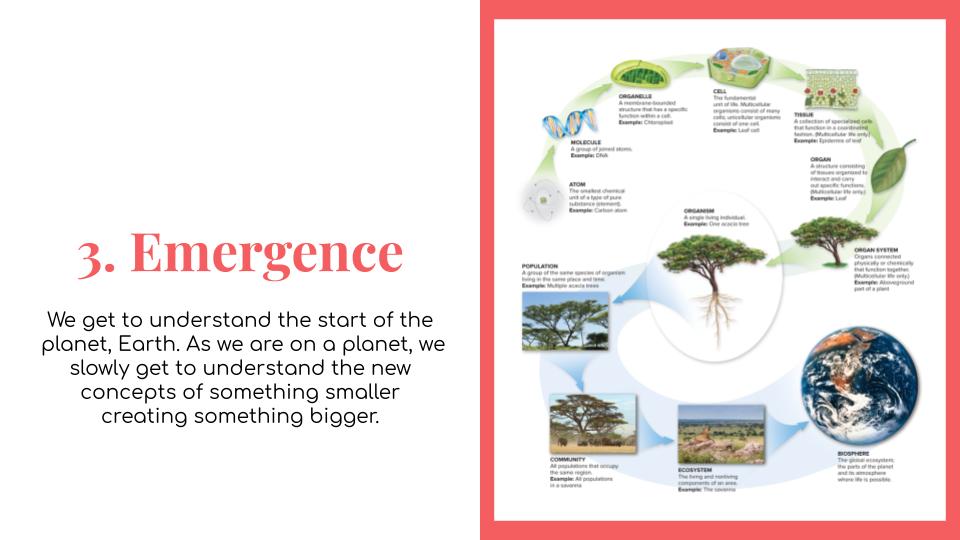 3. Emergence
We get to understand the start of the
planet, Earth. As we are on a planet, we
slowly get to understand the new
concepts of something smaller
creating something bigger.
ORGANELLE
A membrane-bounded
structure that has a specific
function within a cell.
Example: Chloroplast
CELL
The fundamental
unit of life. Multicellular
organisms consist of many
cells; unicellular organisms
consist of one cell.
Example: Leaf cell
TISSUE
A collection of specialized cells
that function in a coordinated
fashion. (Multicellular life only.)
Example: Epidermis of leaf
MOLECULE
A group of joined atoms.
Example: DNA
ORGAN
A structure consisting
of tissues organized to
interact and carry
out specific functions.
(Multicellular life only.)
Example: Leaf
ATOM
The smallest chemical
unit of a type of pure
substance (element).
Example: Carbon atom
ORGANISM
A single living individual.
Example: One acacia tree
ORGAN SYSTEM
Organs connected
physically or chemically
that function together.
(Multicellular life only.)
Example: Aboveground
part of a plant
POPULATION
A group of the same species of organism
living in the same place and time.
Example: Multiple acacia trees
COMMUNITY
All populations that occupy
the same region.
Example: All populations
in a savanna
ECOSYSTEM
The living and nonliving
components of an area.
Example: The savanna
BIOSPHERE
The global ecosystem;
the parts of the planet
and its atmosphere
where life is possible.